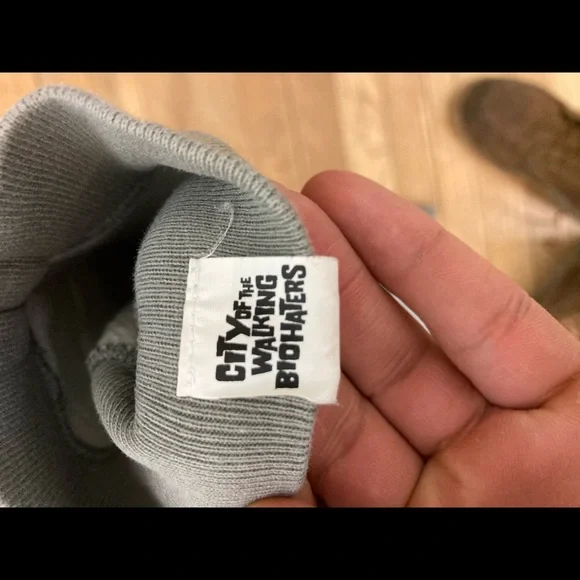 CITY OF THE
WALKING
BIOHATERS